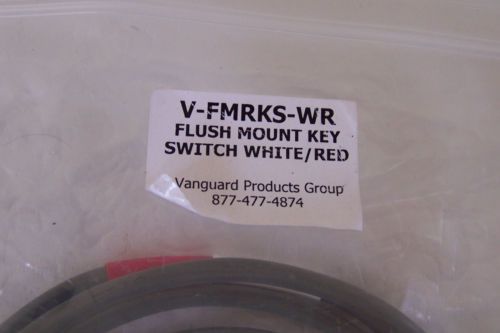 V-FMRKS-WR
FLUSH MOUNT KEY
SWITCH WHITE/RED
Vanguard Products Group
877-477-4874